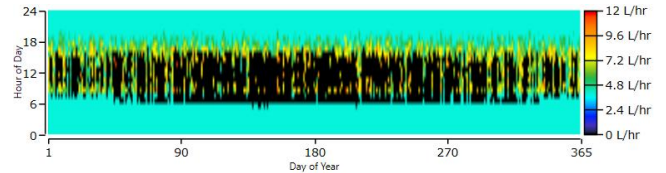 24
18
12
6
0
Hour of Day
1
90
180
270
365
Day of Year
12 L/hr
9.6 L/hr
7.2 L/hr
4.8 L/hr
2.4 L/hr
0 L/hr